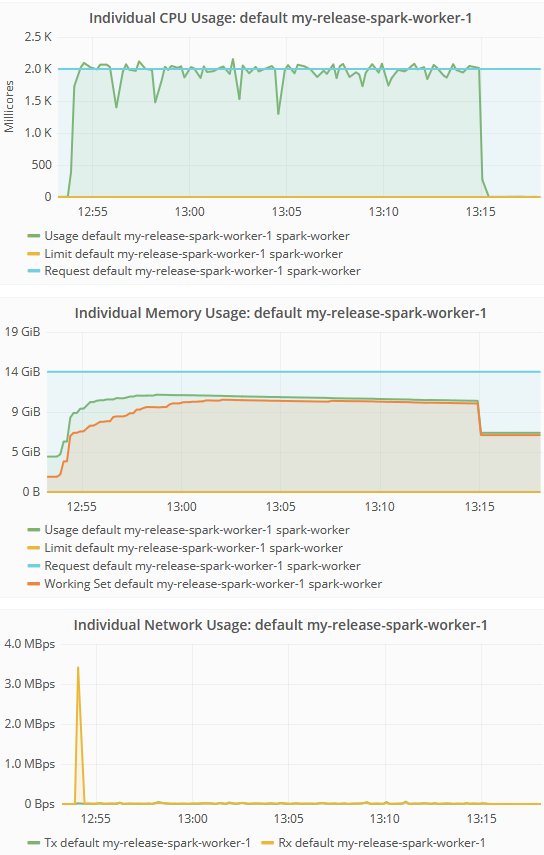 Individual CPU Usage: default my-release-spark-worker-1
2.5 K
2.0 K
1.5 K
1.0 K
500
0
Millicores
12:55 13:00 13:05 13:10 13:15
Usage default my-release-spark-worker-1 spark-worker
Limit default my-release-spark-worker-1 spark-worker
Request default my-release-spark-worker-1 spark-worker
Individual Memory Usage: default my-release-spark-worker-1
19 GiB
14 GiB
9 GiB
5 GiB
0 B
12:55 13:00 13:05 13:10 13:15
Usage default my-release-spark-worker-1 spark-worker
Limit default my-release-spark-worker-1 spark-worker
Request default my-release-spark-worker-1 spark-worker
Working Set default my-release-spark-worker-1 spark-worker
Individual Network Usage: default my-release-spark-worker-1
4.0 MBps
3.0 MBps
2.0 MBps
1.0 MBps
0 Bps
12:55 13:00 13:05 13:10 13:15
Tx default my-release-spark-worker-1 Rx default my-release-spark-worker-1